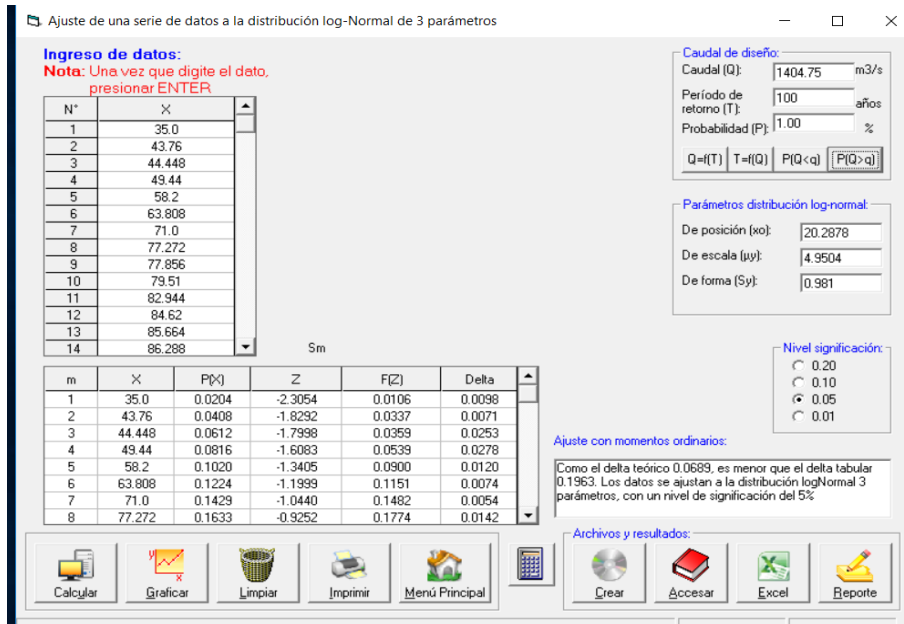 Ajuste de una serie de datos a la distribución log-Normal de 3 parámetros
Ingreso de datos:
Nota: Una vez que digite el dato,
presionar ENTER
N° X
1 35.0
2 43.76
3 44.448
4 49.44
5 58.2
6 63.808
7 71.0
8 77.272
9 77.856
10 79.51
11 82.944
12 84.62
13 85.664
14 86.288
Sm
Caudal de diseño:
Caudal (Q): 1404.75 m3/s
Período de
retorno (T): 100 años
Probabilidad (P): 1.00 %
Q=f(T) T=f(Q) P(Q<q) P(Q>q)
Parámetros distribución log-normal:
De posición (xo): 20.2878
De escala (µy): 4.9504
De forma (Sy): 0.981
Nivel significación:
0.20
0.10
0.05
0.01
m X P(X) Z F(Z) Delta
1 35.0 0.0204 -2.3054 0.0106 0.0098
2 43.76 0.0408 -1.8292 0.0337 0.0071
3 44.448 0.0612 -1.7998 0.0359 0.0253
4 49.44 0.0816 -1.6083 0.0539 0.0278
5 58.2 0.1020 -1.3405 0.0900 0.0120
6 63.808 0.1224 -1.1999 0.1151 0.0074
7 71.0 0.1429 -1.0440 0.1482 0.0054
8 77.272 0.1633 -0.9252 0.1774 0.0142
Ajuste con momentos ordinarios:
Como el delta teórico 0.0689, es menor que el delta tabular
0.1963. Los datos se ajustan a la distribución logNormal 3
parámetros, con un nivel de significación del 5%
Calcular Graficar Limpiar Imprimir Menú Principal
Archivos y resultados:
Crear Accesar Excel Reporte